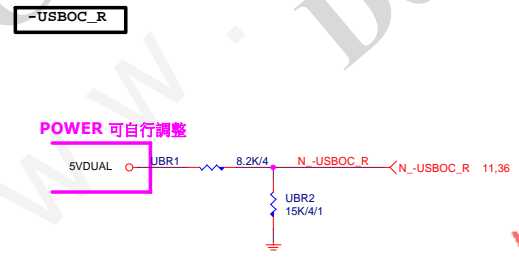 -USBOC_R
POWER 可自行調整
5VDUAL UBR1 8.2K/4 N_-USBOC_R N_-USBOC_R 11,36
UBR2
15K/4/1